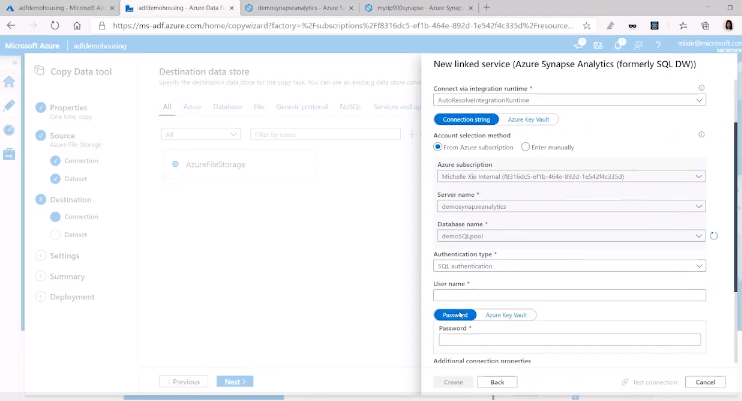 adfdemohousing - Microsoft A
adfdemohousing - Azure Data F
demosynapseanalytics - Azure S
mydp900synapse - Azure Synap
https://ms-adf.azure.com/home/copywizard?factory=%2Fsubscriptions%2Ff8316dc5-ef1b-464e-892d-1e542f4c335d%2Fresource...
Microsoft Azure
adfdemohousing
Copy Data tool
Properties
One time copy
Source
Azure File Storage
Connection
Dataset
Destination
Connection
Dataset
Settings
Summary
Deployment
Destination data store
Specify the destination data store for the copy task. You can use an existing data store con
All Azure Database File Generic protocol NoSQL Services and ap
All
Filter by name
AzureFileStorage
Previous
Next
New linked service (Azure Synapse Analytics (formerly SQL DW))
Connect via integration runtime *
AutoResolveIntegrationRuntime
Connection string Azure Key Vault
Account selection method
From Azure subscription Enter manually
Azure subscription
Michelle Xie Internal (f8316dc5-ef1b-464e-892d-1e542f4c335d)
Server name *
demosynapseanalytics
Database name *
demoSQLpool
Authentication type *
SQL authentication
User name *
Password Azure Key Vault
Password *
Additional connection properties
Create
Back
Test connection
Cancel